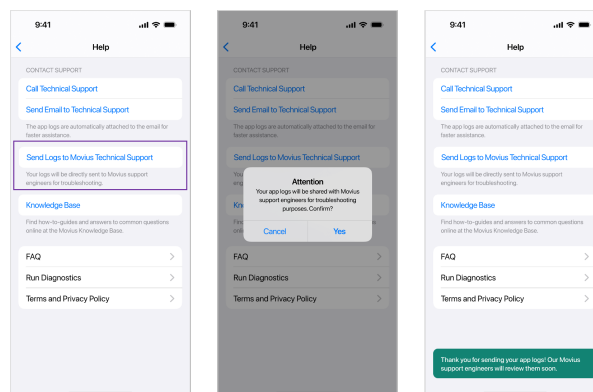 9:41
Help
CONTACT SUPPORT
Call Technical Support
Send Email to Technical Support
The app logs are automatically attached to the email for
faster assistance.
Send Logs to Movius Technical Support
Your logs will be directly sent to Movius support
engineers for troubleshooting.
Knowledge Base
Find how-to-guides and answers to common questions
online at the Movius Knowledge Base.
FAQ
Run Diagnostics
Terms and Privacy Policy
9:41
Help
CONTACT SUPPORT
Call Technical Support
Send Email to Technical Support
The app logs are automatically attached to the email for
faster assistance.
Send Logs to Movius Technical Support
Attention
Your app logs will be shared with Movius
support engineers for troubleshooting
purposes. Confirm?
Cancel
Yes
FAQ
Run Diagnostics
Terms and Privacy Policy
9:41
Help
CONTACT SUPPORT
Call Technical Support
Send Email to Technical Support
The app logs are automatically attached to the email for
faster assistance.
Send Logs to Movius Technical Support
Your logs will be directly sent to Movius support
engineers for troubleshooting.
Knowledge Base
Find how-to-guides and answers to common questions
online at the Movius Knowledge Base.
FAQ
Run Diagnostics
Terms and Privacy Policy
Thank you for sending your app logs! Our Movius
support engineers will review them soon.